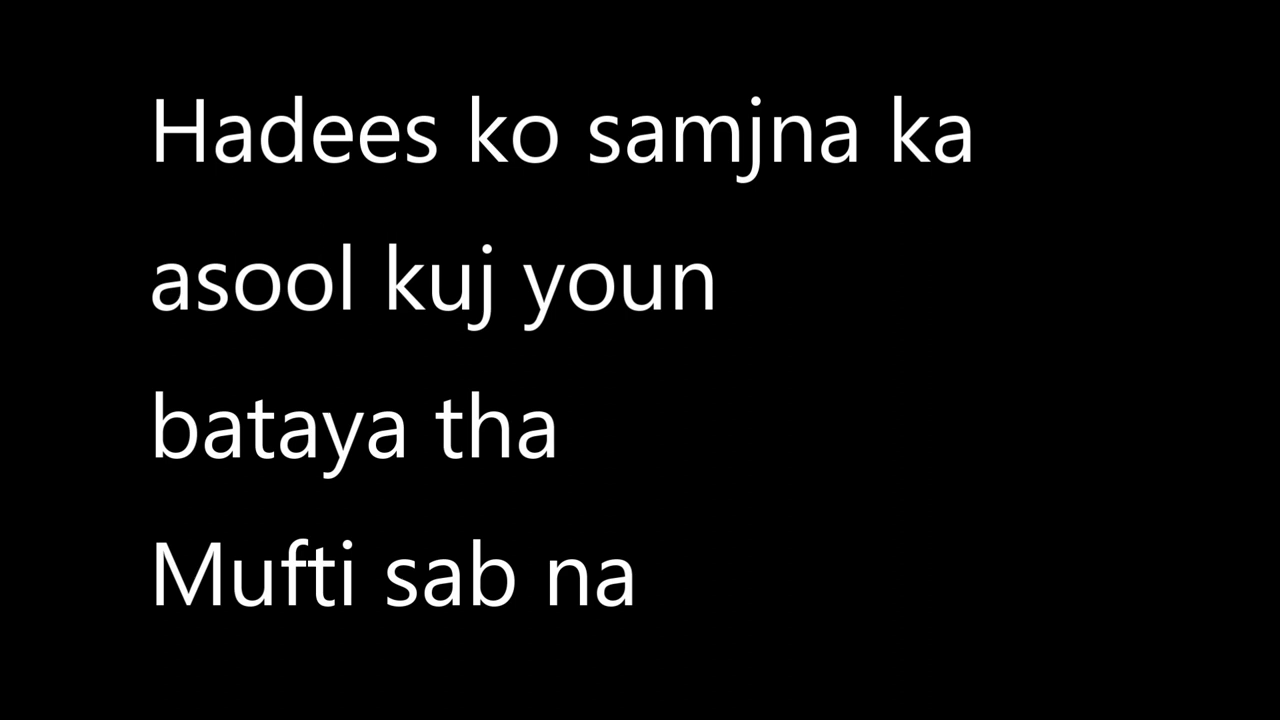 Hadees ko samjna ka
asool kuj youn
bataya tha
Mufti sab na